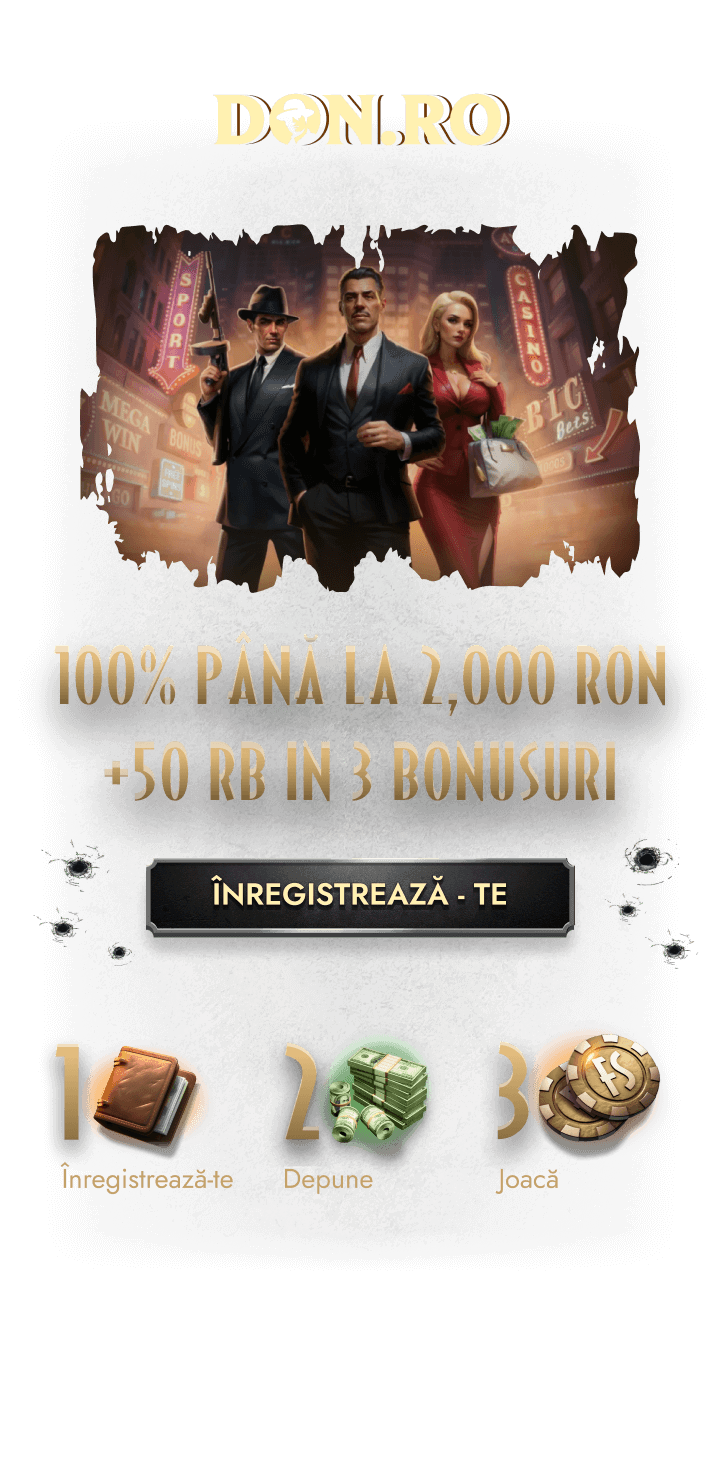 DON.RO
SPORT
CASINO
MEGA
WIN
BONUS
BIG
Bets
100% PÂNĂ LA 2,000 RON
+50 RB IN 3 BONUSURI
ÎNREGISTREAZĂ - TE
1
2
3
FS
Înregistrează-te
Depune
Joacă